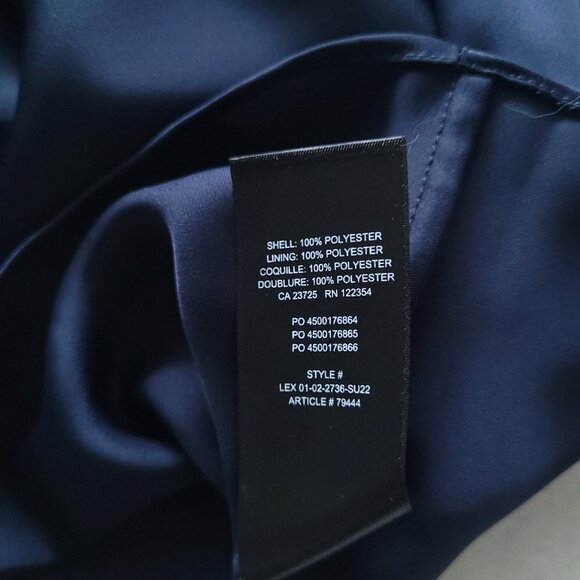 SHELL: 100% POLYESTER
LINING: 100% POLYESTER
COQUILLE: 100% POLYESTER
DOUBLURE: 100% POLYESTER
CA 23725 RN 122354
PO 4500176864
PO 4500176865
PO 4500176866
STYLE #
LEX 01-02-2736-SU22
ARTICLE # 79444